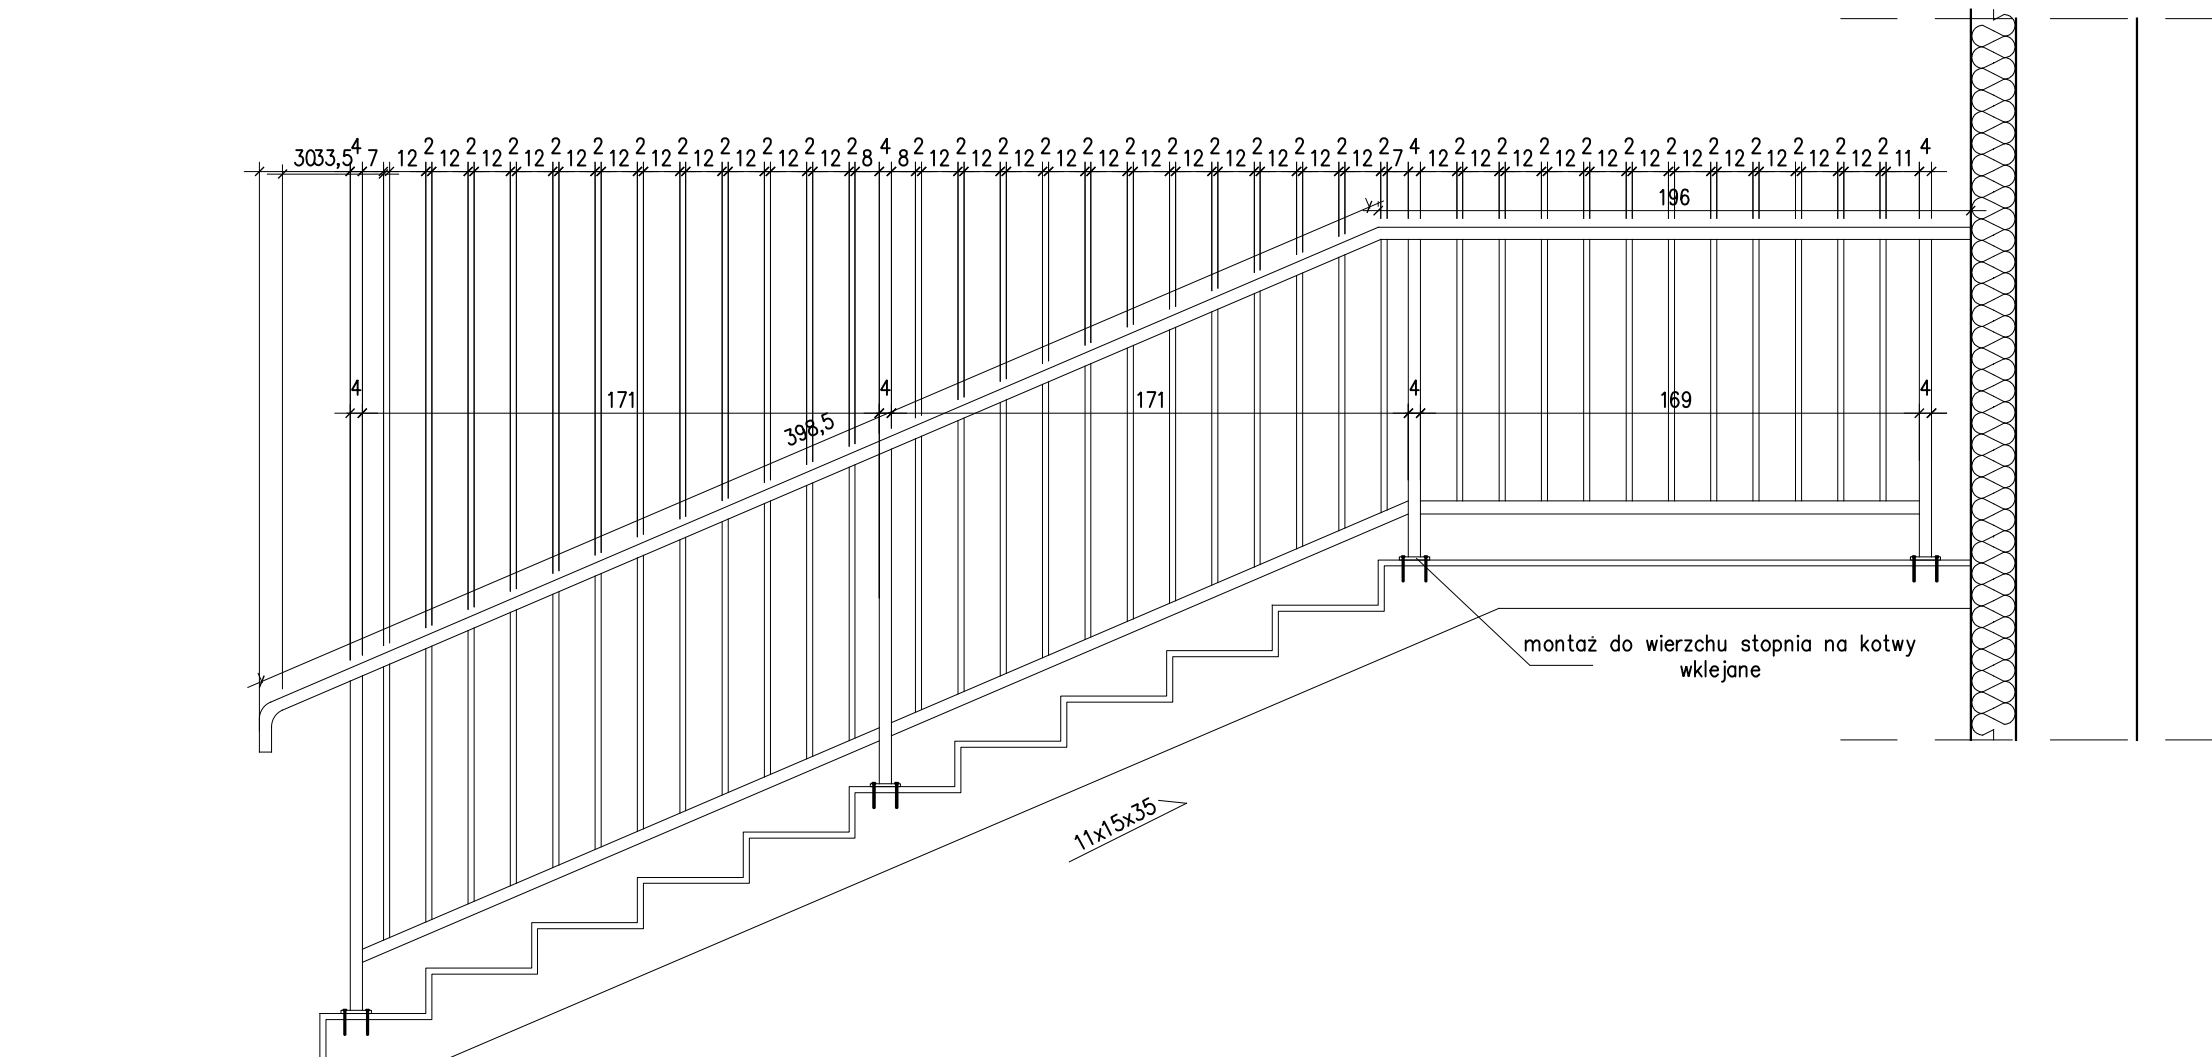 4 2 2 2 2 2 2 2 2 2 2 2 4 2 2 2 2 2 2 2 2 2 2 2 2 4 2 2 2 2 2 2 2 2 2 2 2 4
30 33,5 7 12 12 12 12 12 12 12 12 12 12 12 8 8 12 12 12 12 12 12 12 12 12 12 12 7 12 12 12 12 12 12 12 12 12 12 12 11
196
4 4 4 4
171 171 169
398,5
montaż do wierzchu stopnia na kotwy
wklejane
11x15x35